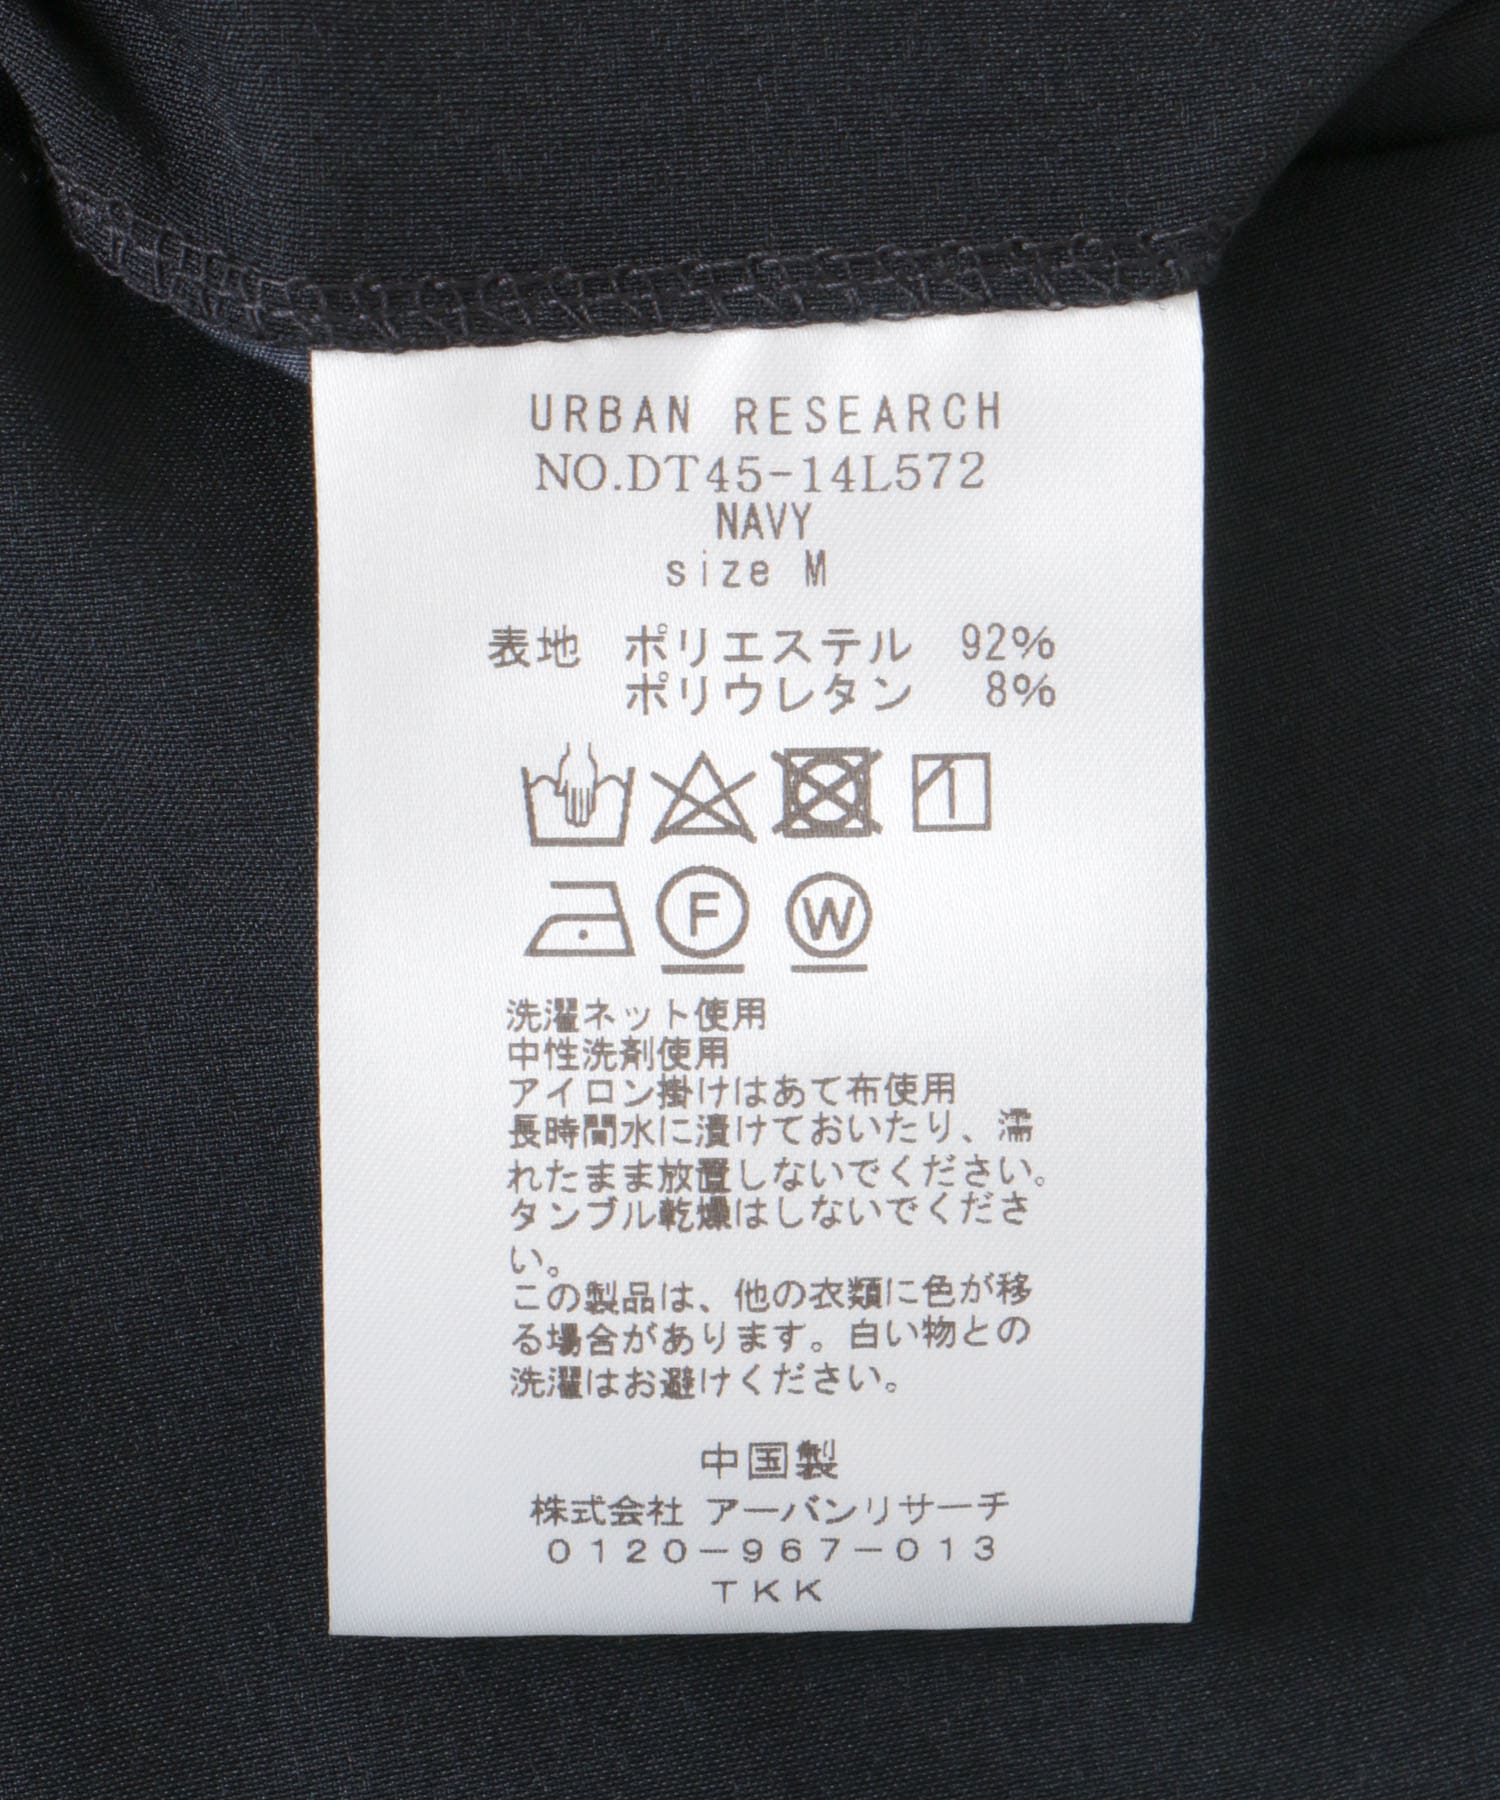 URBAN RESEARCH
NO.DT45-14L572
NAVY
size M
表地 ポリエステル 92%
ポリウレタン 8%
F W
洗濯ネット使用
中性洗剤使用
アイロン掛けはあて布使用
長時間水に漬けておいたり、濡
れたまま放置しないでください。
タンブル乾燥はしないでくださ
い。
この製品は、他の衣類に色が移
る場合があります。白い物との
洗濯はお避けください。
中国製
株式会社 アーバンリサーチ
0120-967-013
TKK